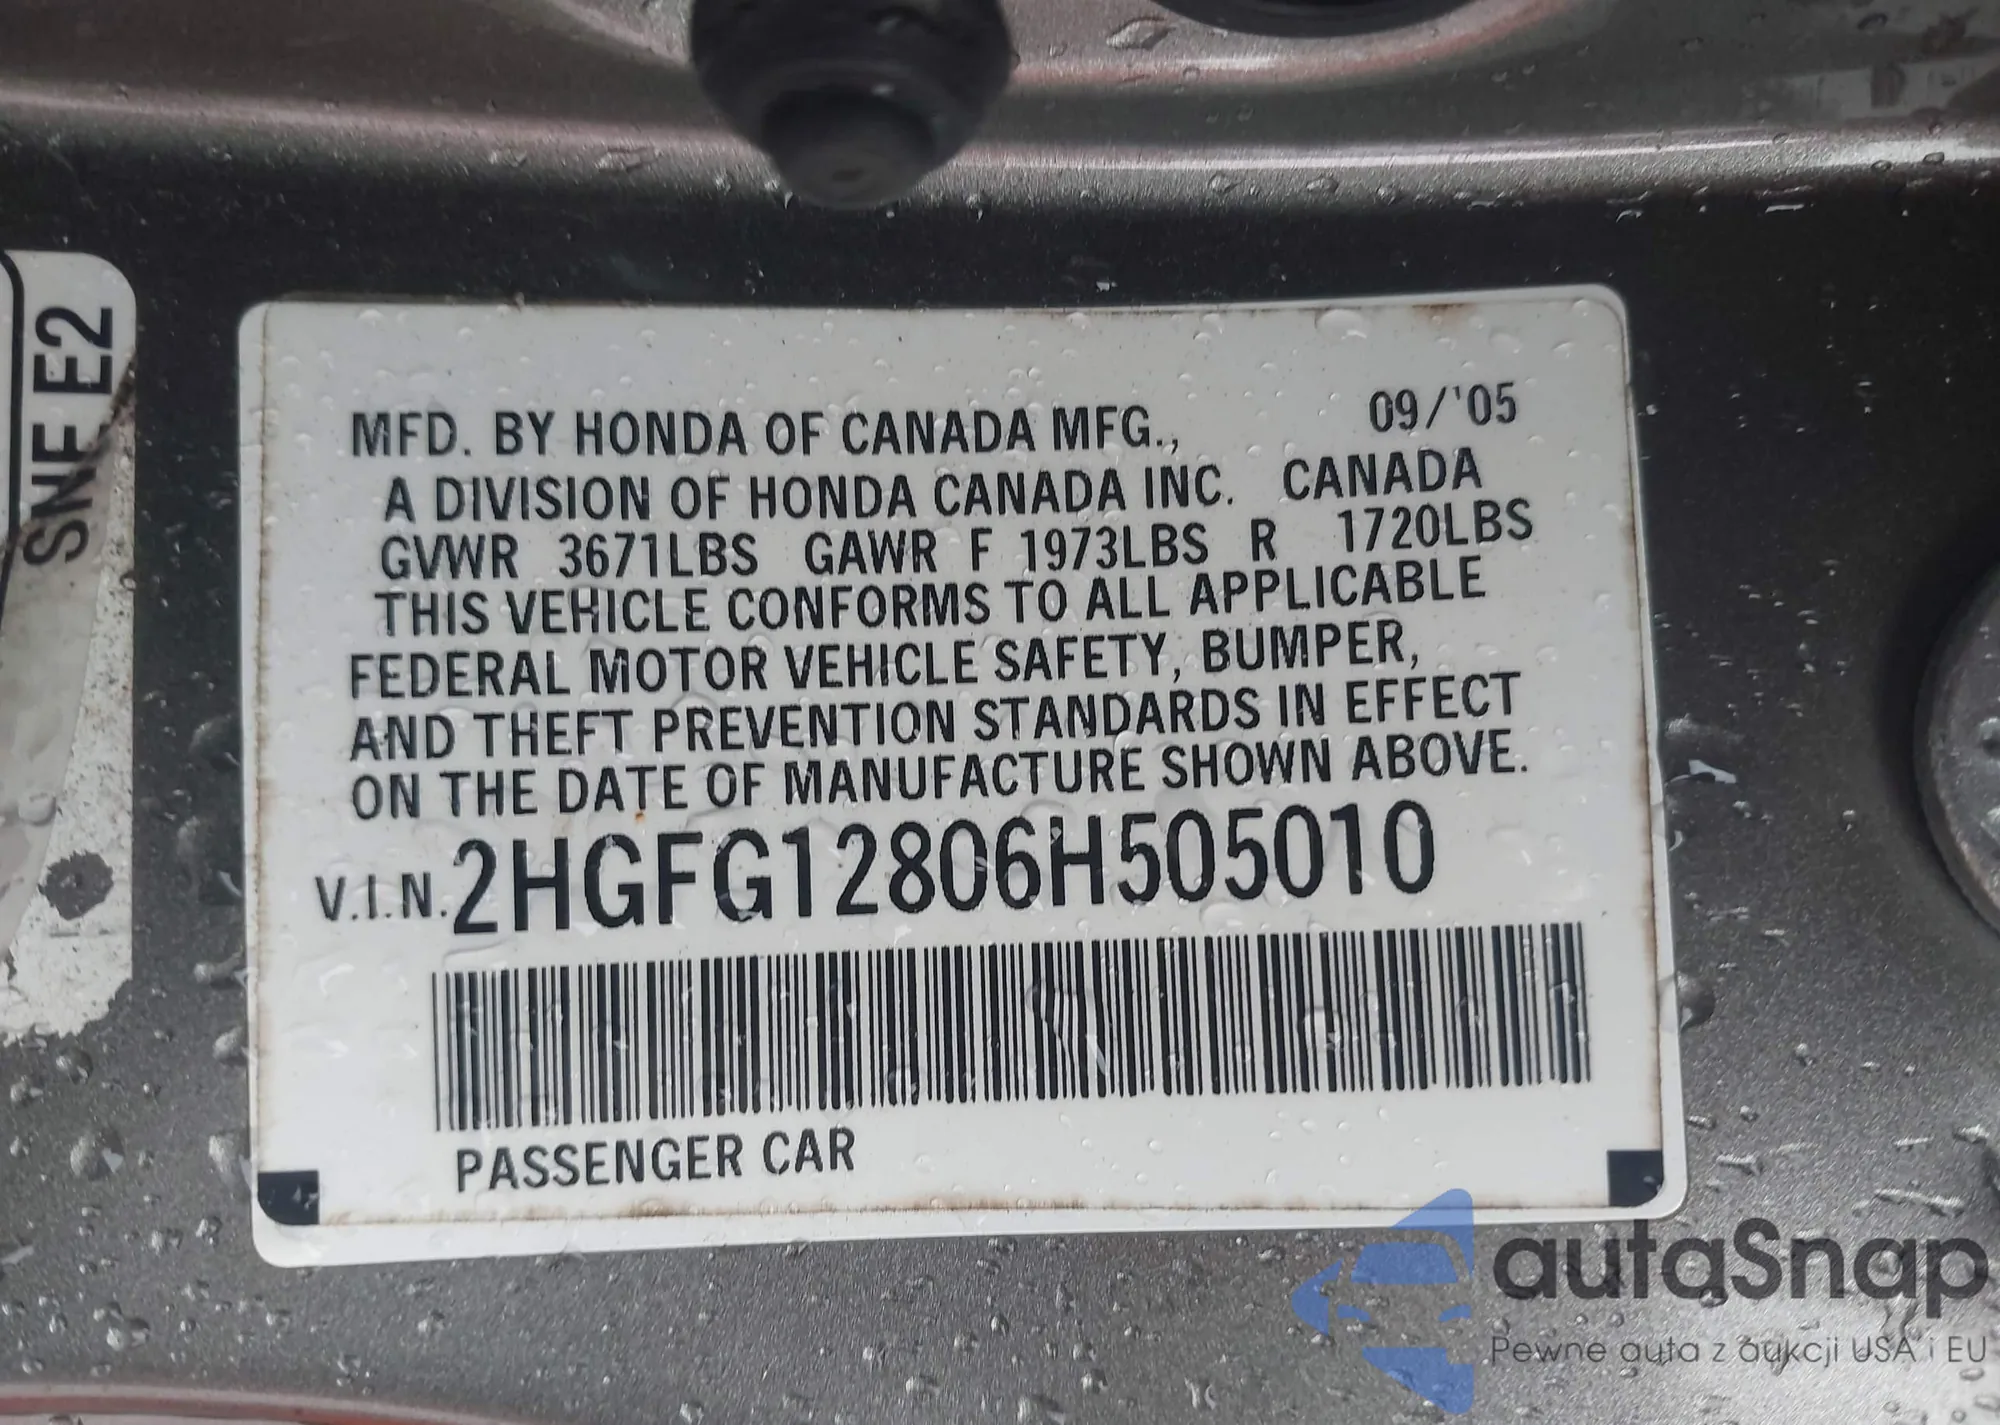 SNF E2
09/'05
MFD. BY HONDA OF CANADA MFG.,
A DIVISION OF HONDA CANADA INC. CANADA
GVWR 3671LBS GAWR F 1973LBS R 1720LBS
THIS VEHICLE CONFORMS TO ALL APPLICABLE
FEDERAL MOTOR VEHICLE SAFETY, BUMPER,
AND THEFT PREVENTION STANDARDS IN EFFECT
ON THE DATE OF MANUFACTURE SHOWN ABOVE.
V.I.N. 2HGFG12806H505010
PASSENGER CAR
autaSnap
Pewne auta z aukcji USA i EU